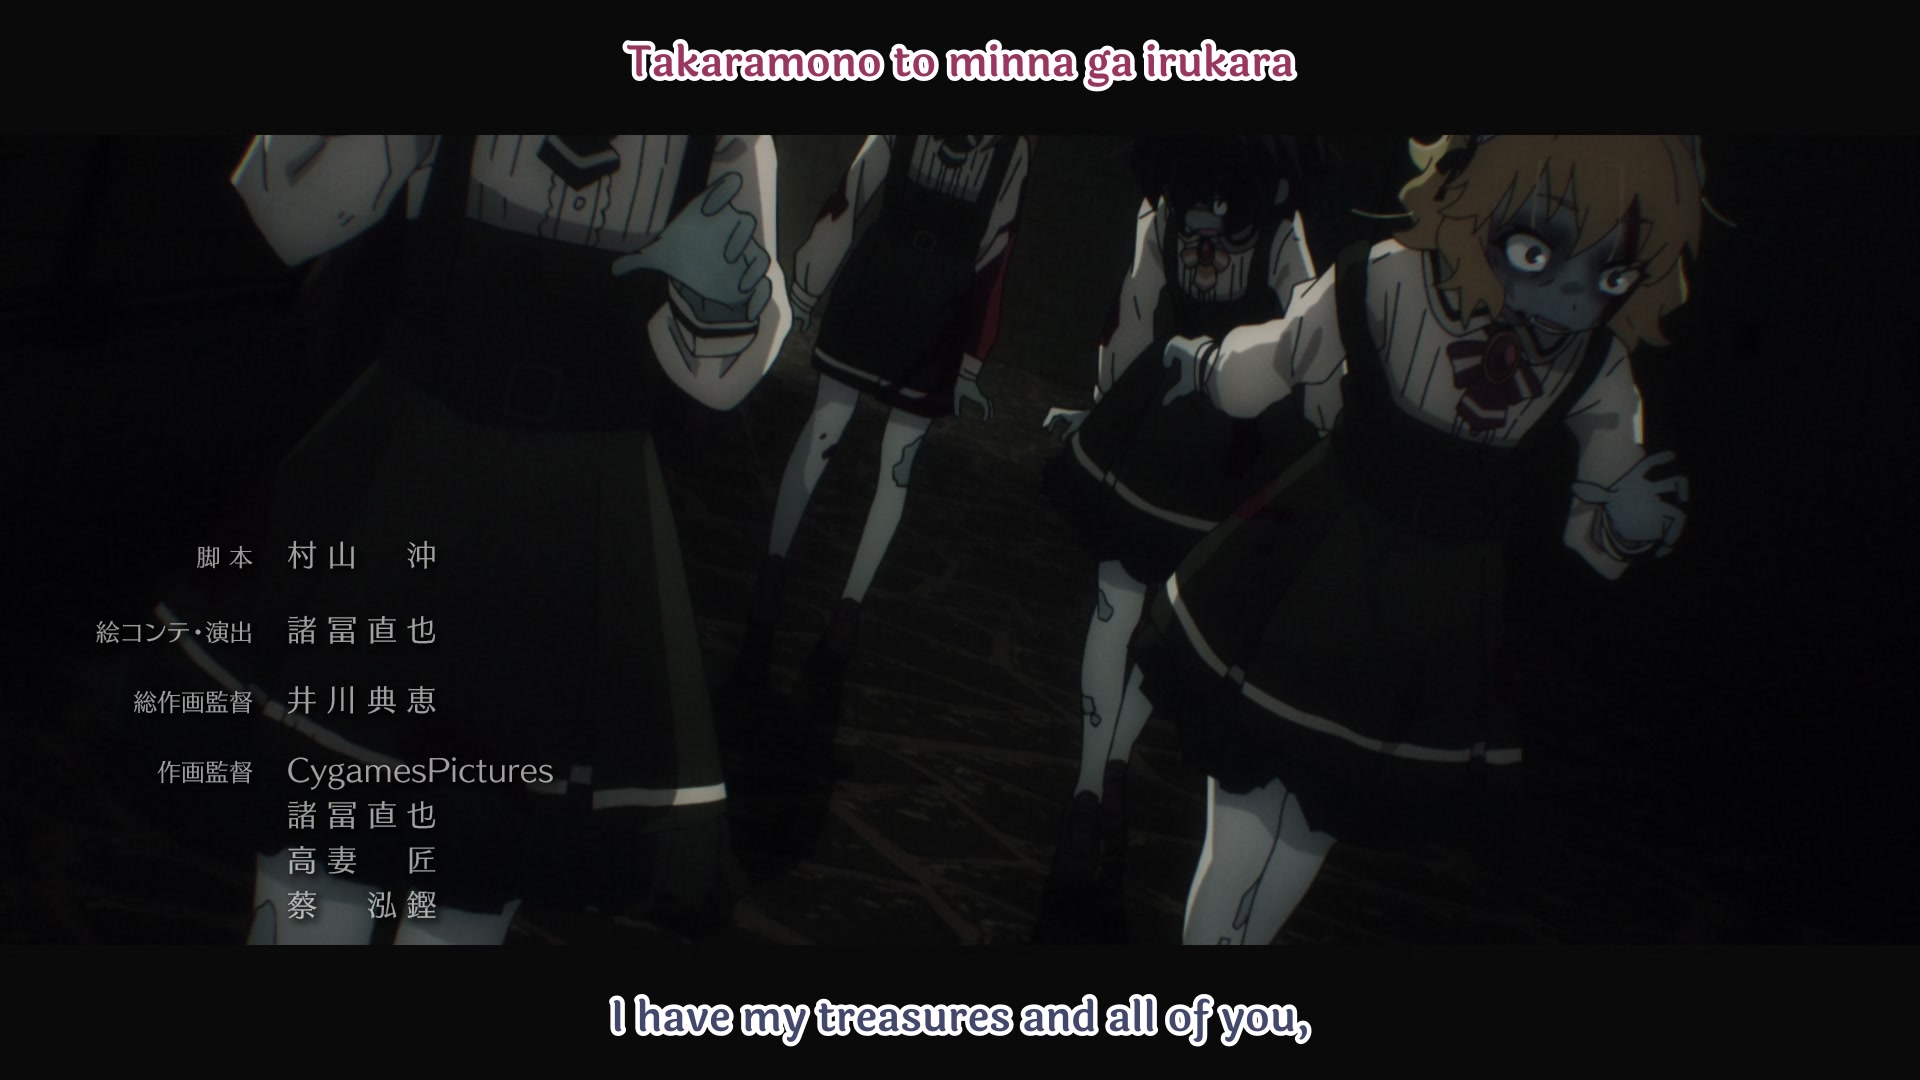 Takaramono to minna ga irukara
脚本 村山 沖
絵コンテ・演出 諸冨直也
総作画監督 井川典恵
作画監督 CygamesPictures
諸冨直也
高妻 匠
蔡 泓鏗
I have my treasures and all of you,